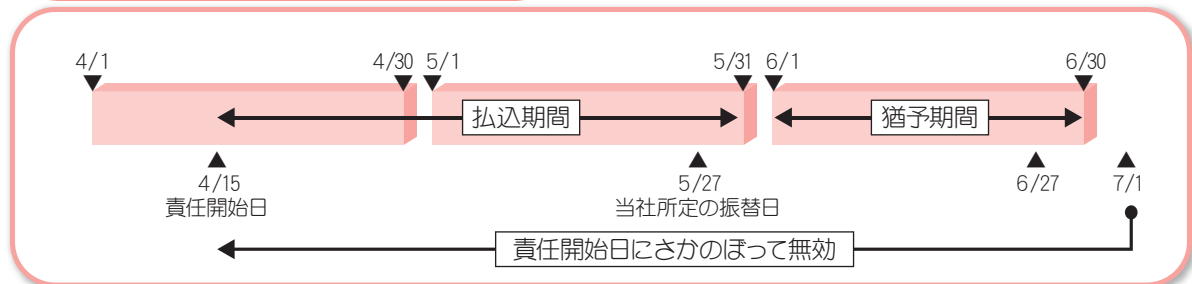 4/1 4/30 5/1 5/31 6/1 6/30
払込期間 猶予期間
4/15 5/27 6/27 7/1
責任開始日 当社所定の振替日
責任開始日にさかのぼって無効